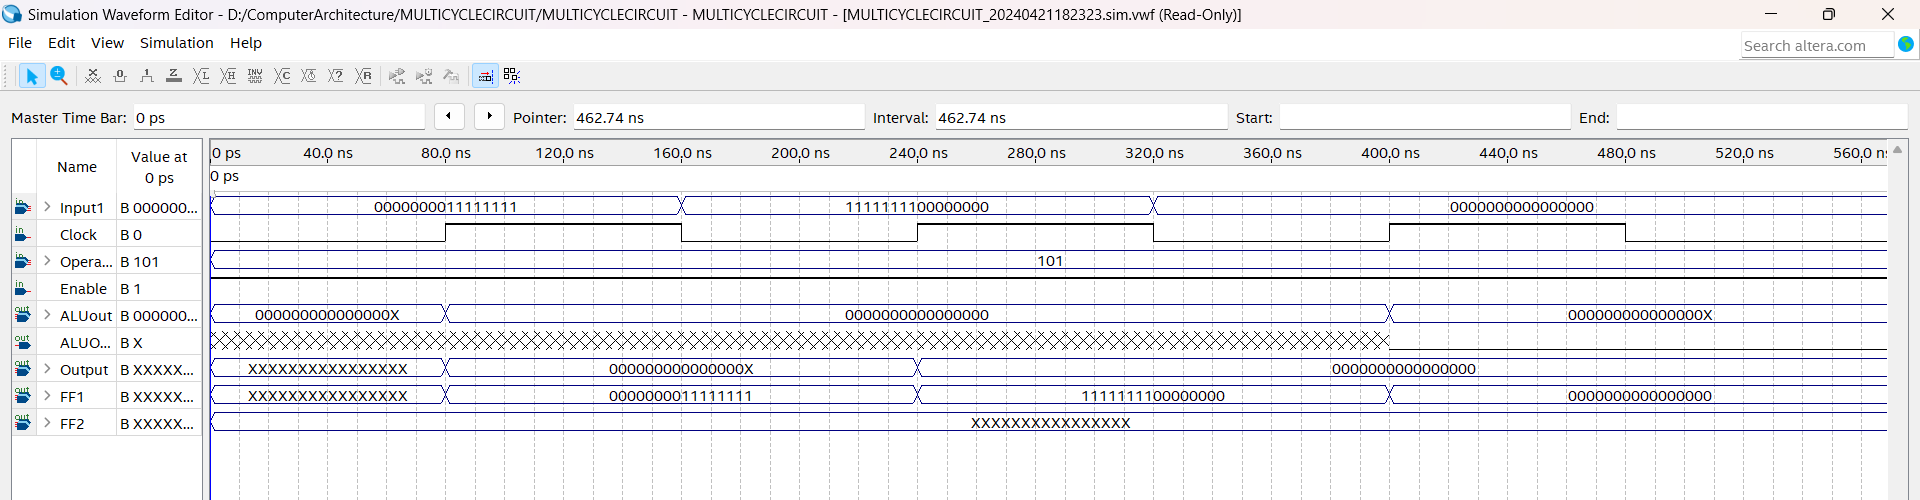 Simulation Waveform Editor - D:/ComputerArchitecture/MULTICYCLECIRCUIT/MULTICYCLECIRCUIT - MULTICYCLECIRCUIT - [MULTICYCLECIRCUIT_20240421182323.sim.vwf (Read-Only)]
File Edit View Simulation Help
Search altera.com
Master Time Bar: 0 ps Pointer: 462.74 ns Interval: 462.74 ns Start: End:
Name Value at 0 ps
0 ps 40.0 ns 80.0 ns 120.0 ns 160.0 ns 200.0 ns 240.0 ns 280.0 ns 320.0 ns 360.0 ns 400.0 ns 440.0 ns 480.0 ns 520.0 ns 560.0 n
0 ps
Input1 B 000000... 0000000011111111 1111111100000000 0000000000000000
Clock B 0
Opera... B 101 101
Enable B 1
ALUout B 000000... 000000000000000X 0000000000000000 000000000000000X
ALUO... B X
Output B XXXXX... XXXXXXXXXXXXXXXX 000000000000000X 0000000000000000
FF1 B XXXXX... XXXXXXXXXXXXXXXX 0000000011111111 1111111100000000 0000000000000000
FF2 B XXXXX... XXXXXXXXXXXXXXXX